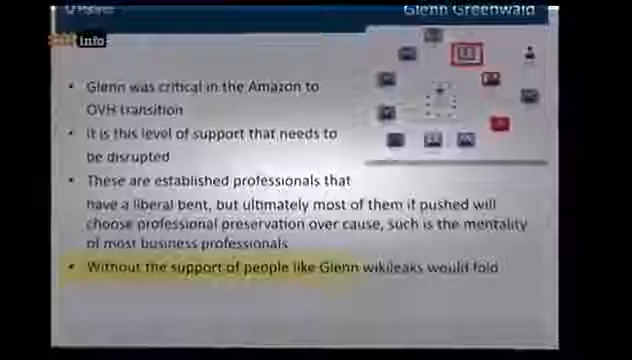 Glenn Greenwald
info
• Glenn was critical in the Amazon to
OVH transition
• It is this level of support that needs to
be disrupted
• These are established professionals that
have a liberal bent, but ultimately most of them if pushed will
choose professional preservation over cause, such is the mentality
of most business professionals
• Without the support of people like Glenn wikileaks would fold